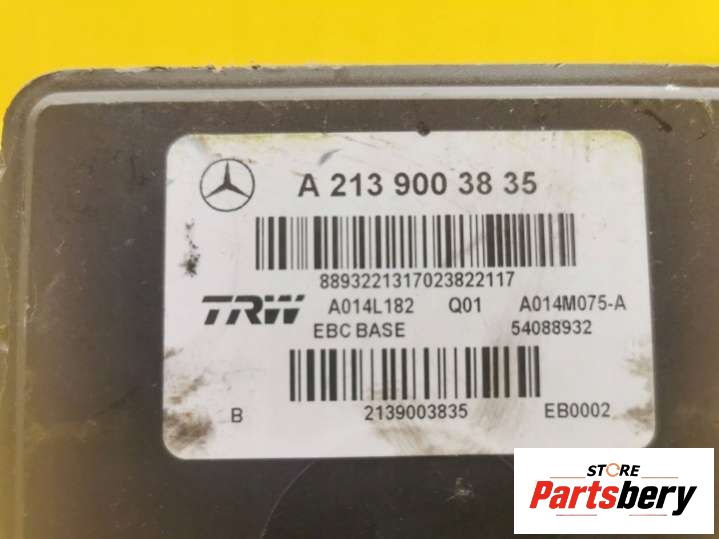 A 213 900 38 35
8893221317023822117
TRW A014L182 Q01 A014M075-A
EBC BASE 54088932
B 2139003835 EB0002
STORE
Partsbery